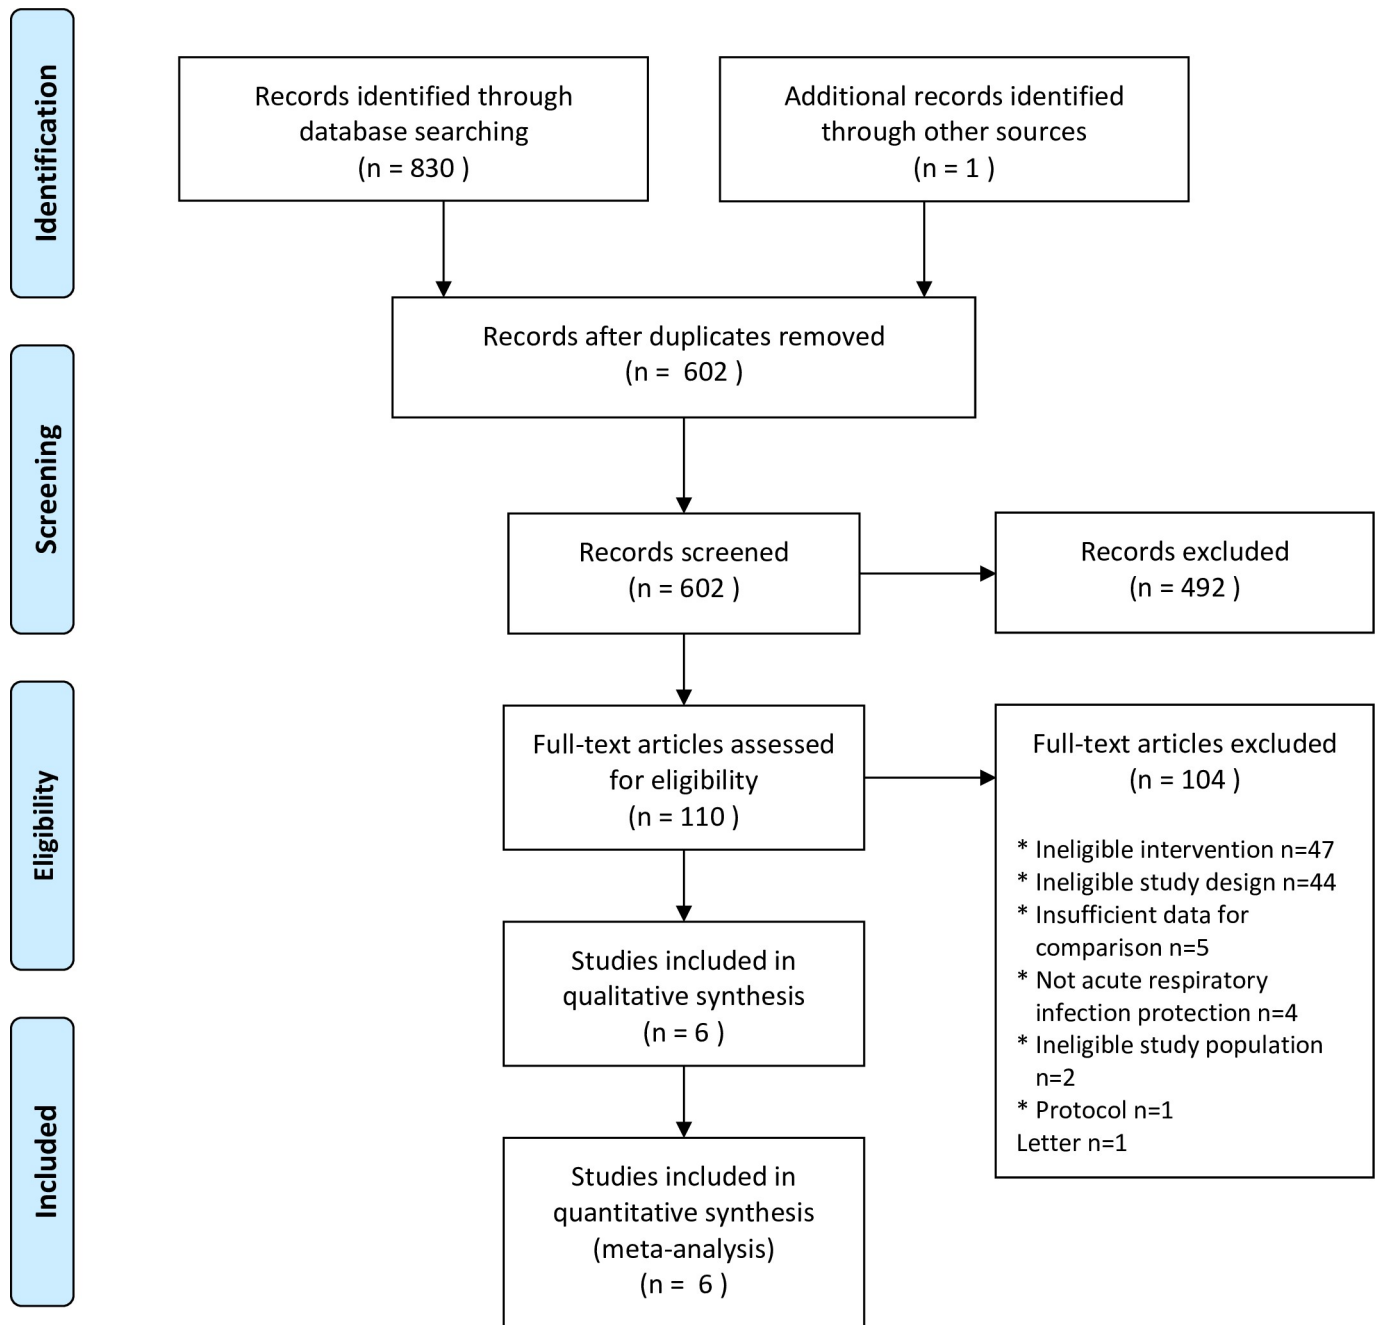 Identification
Records identified through
database searching
(n = 830 )
Additional records identified
through other sources
(n = 1 )
Records after duplicates removed
(n =  602 )
Screening
Records screened
(n = 602 )
Records excluded
(n = 492 )
Eligibility
Full-text articles assessed
for eligibility
(n = 110 )
Full-text articles excluded
(n = 104 )
* Ineligible intervention n=47
* Ineligible study design n=44
* Insufficient data for
comparison n=5
* Not acute respiratory
infection protection n=4
* Ineligible study population
n=2
* Protocol n=1
Letter n=1
Studies included in
qualitative synthesis
(n = 6 )
Included
Studies included in
quantitative synthesis
(meta-analysis)
(n =  6 )